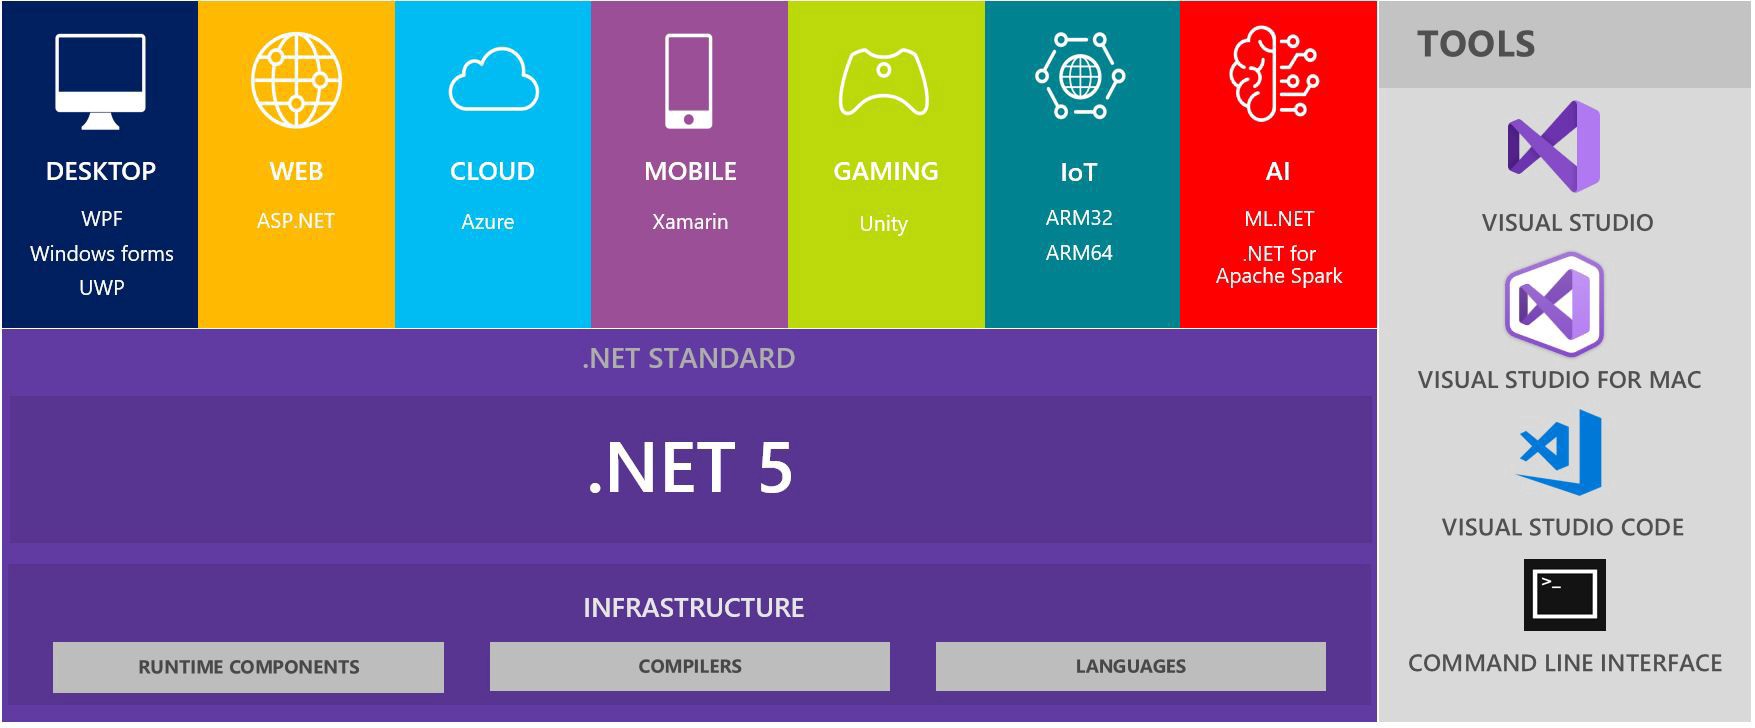 DESKTOP
WPF
Windows forms
UWP
WEB
ASP.NET
CLOUD
Azure
MOBILE
Xamarin
GAMING
Unity
IoT
ARM32
ARM64
AI
ML.NET
.NET for
Apache Spark
.NET STANDARD
.NET 5
INFRASTRUCTURE
RUNTIME COMPONENTS
COMPILERS
LANGUAGES
TOOLS
VISUAL STUDIO
VISUAL STUDIO FOR MAC
VISUAL STUDIO CODE
>_
COMMAND LINE INTERFACE